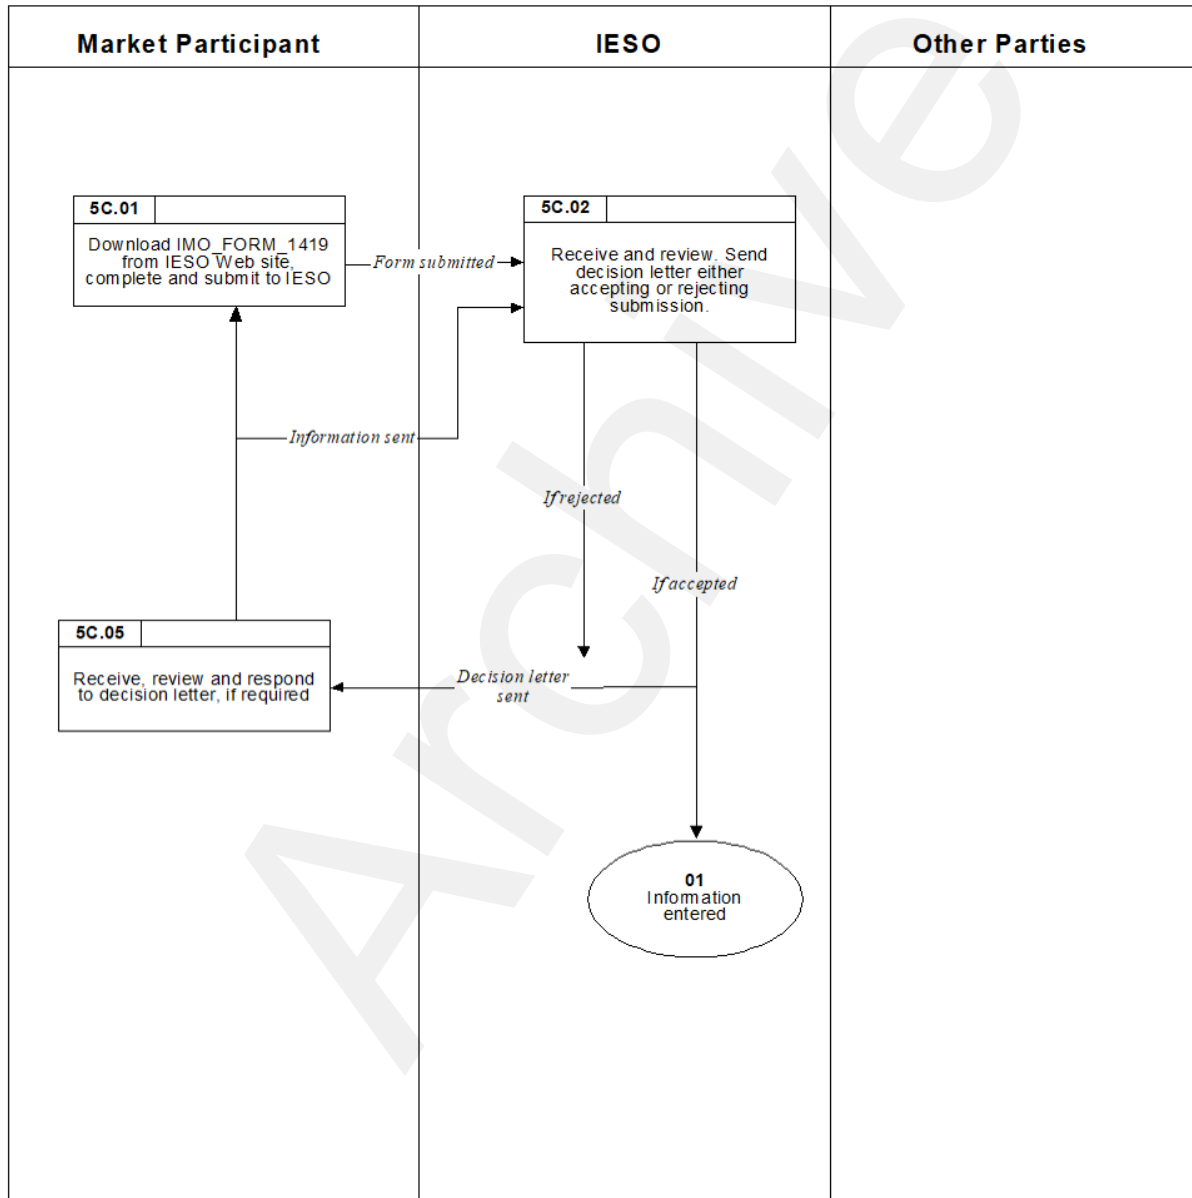 Market Participant
IESO
Other Parties
5C.01
Download IMO_FORM_1419
from IESO Web site,
complete and submit to IESO
Form submitted
5C.02
Receive and review. Send
decision letter either
accepting or rejecting
submission.
Information sent
If rejected
If accepted
5C.05
Receive, review and respond
to decision letter, if required
Decision letter
sent
01
Information
entered
Archive